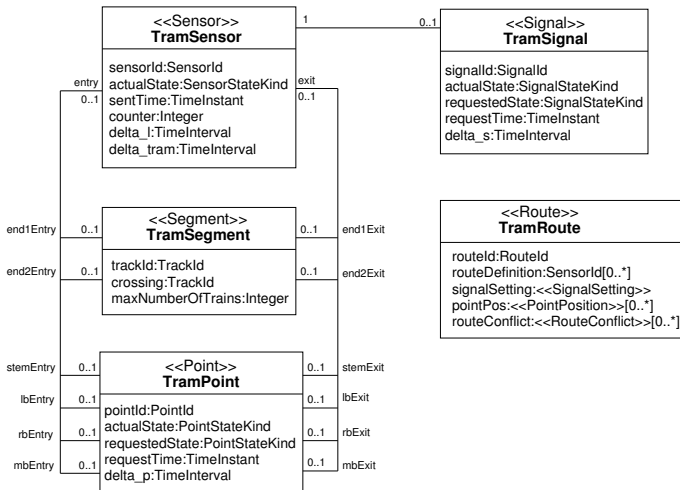 <<Sensor>>
TramSensor
sensorId:SensorId
actualState:SensorStateKind
sentTime:TimeInstant
counter:Integer
delta_l:TimeInterval
delta_tram:TimeInterval
1
0..1
<<Signal>>
TramSignal
signalId:SignalId
actualState:SignalStateKind
requestedState:SignalStateKind
requestTime:TimeInstant
delta_s:TimeInterval
entry
0..1
exit
0..1
<<Segment>>
TramSegment
trackId:TrackId
crossing:TrackId
maxNumberOfTrains:Integer
end1Entry
0..1
0..1
end1Exit
end2Entry
0..1
0..1
end2Exit
<<Route>>
TramRoute
routeId:RouteId
routeDefinition:SensorId[0..*]
signalSetting:<<SignalSetting>>
pointPos:<<PointPosition>>[0..*]
routeConflict:<<RouteConflict>>[0..*]
<<Point>>
TramPoint
pointId:PointId
actualState:PointStateKind
requestedState:PointStateKind
requestTime:TimeInstant
delta_p:TimeInterval
stemEntry
0..1
0..1
stemExit
lbEntry
0..1
0..1
lbExit
rbEntry
0..1
0..1
rbExit
mbEntry
0..1
0..1
mbExit